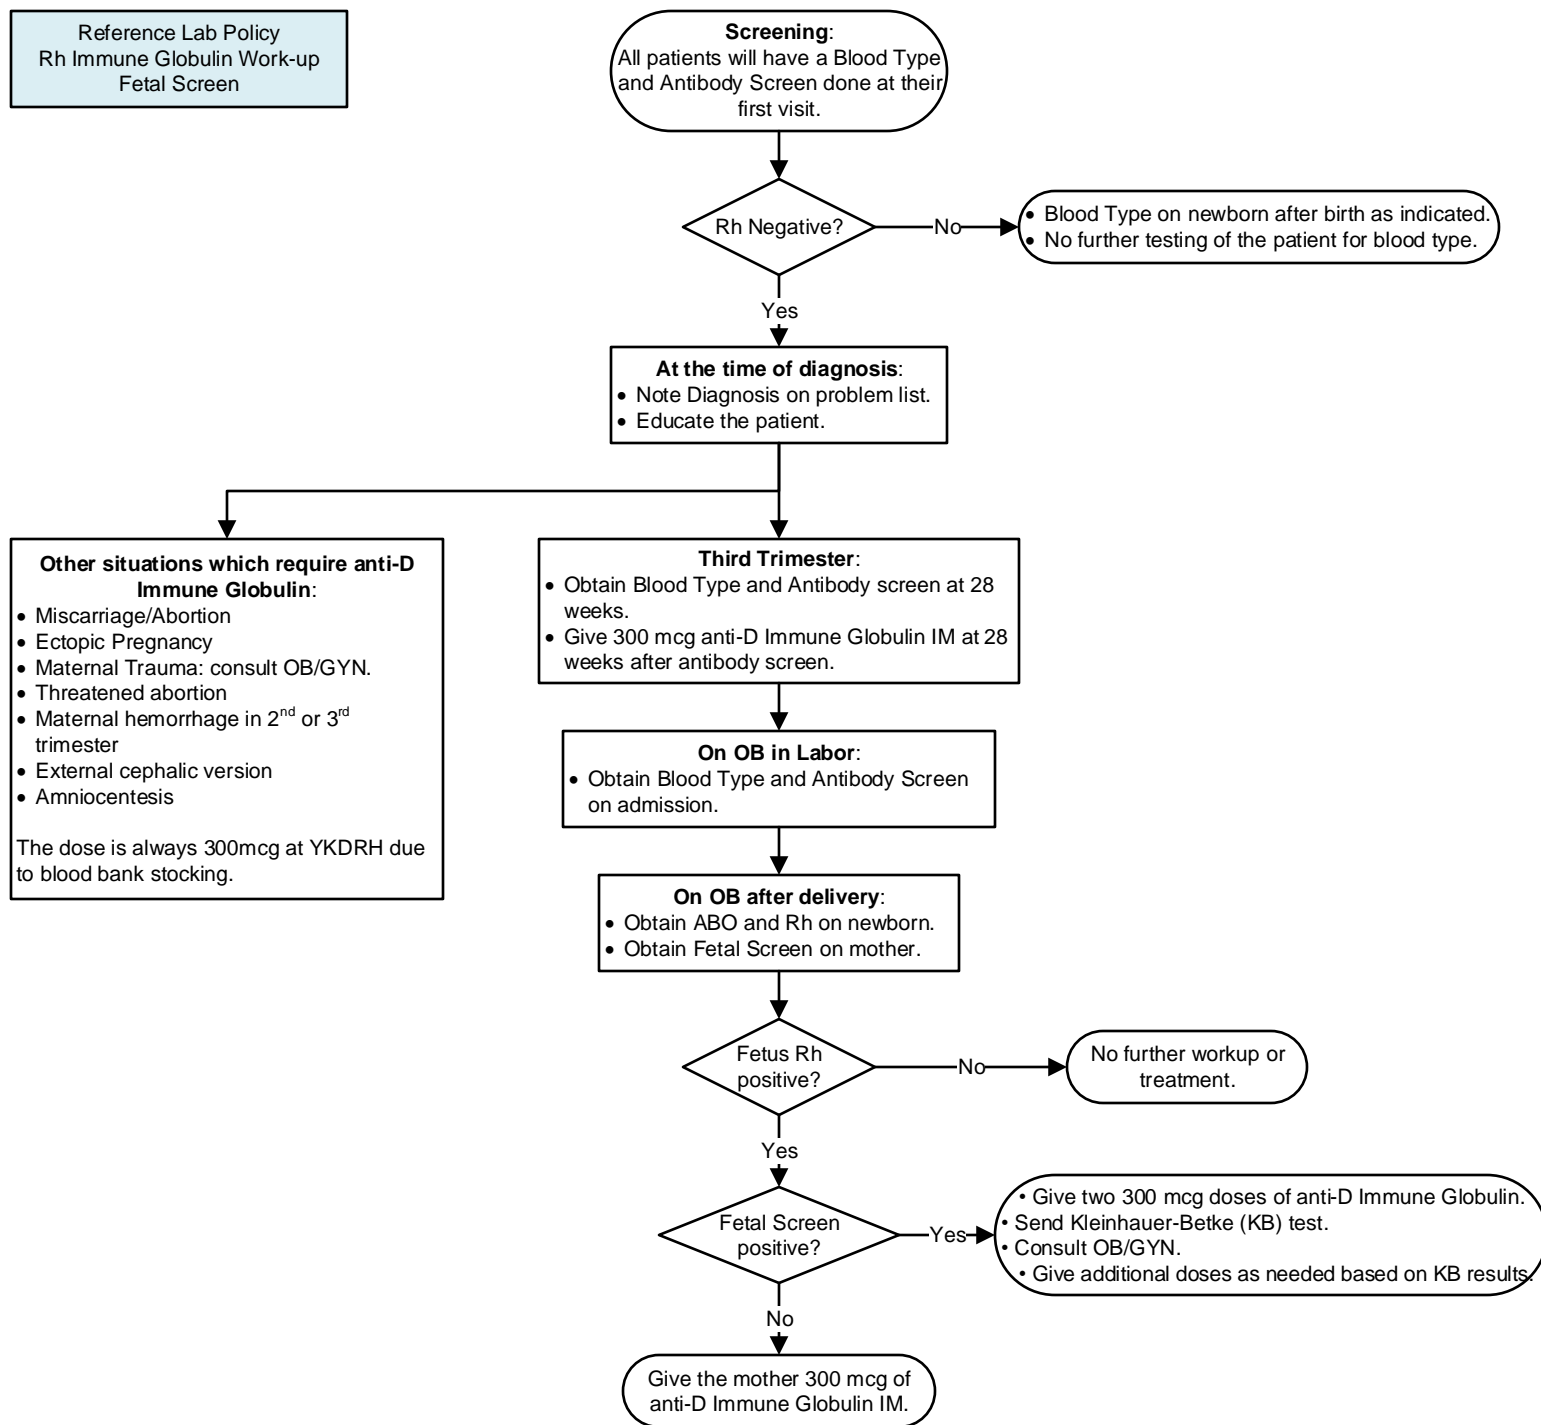 Reference Lab Policy
Rh Immune Globulin Work-up
Fetal Screen
Screening:
All patients will have a Blood Type
and Antibody Screen done at their
first visit.
Rh Negative?
No
• Blood Type on newborn after birth as indicated.
• No further testing of the patient for blood type.
Yes
At the time of diagnosis:
• Note Diagnosis on problem list.
• Educate the patient.
Other situations which require anti-D
Immune Globulin:
• Miscarriage/Abortion
• Ectopic Pregnancy
• Maternal Trauma: consult OB/GYN.
• Threatened abortion
• Maternal hemorrhage in 2nd or 3rd
trimester
• External cephalic version
• Amniocentesis
The dose is always 300mcg at YKDRH due
to blood bank stocking.
Third Trimester:
• Obtain Blood Type and Antibody screen at 28
weeks.
• Give 300 mcg anti-D Immune Globulin IM at 28
weeks after antibody screen.
On OB in Labor:
• Obtain Blood Type and Antibody Screen
on admission.
On OB after delivery:
• Obtain ABO and Rh on newborn.
• Obtain Fetal Screen on mother.
Fetus Rh
positive?
No
No further workup or
treatment.
Yes
Fetal Screen
positive?
Yes
• Give two 300 mcg doses of anti-D Immune Globulin.
• Send Kleinhauer-Betke (KB) test.
• Consult OB/GYN.
• Give additional doses as needed based on KB results.
No
Give the mother 300 mcg of
anti-D Immune Globulin IM.